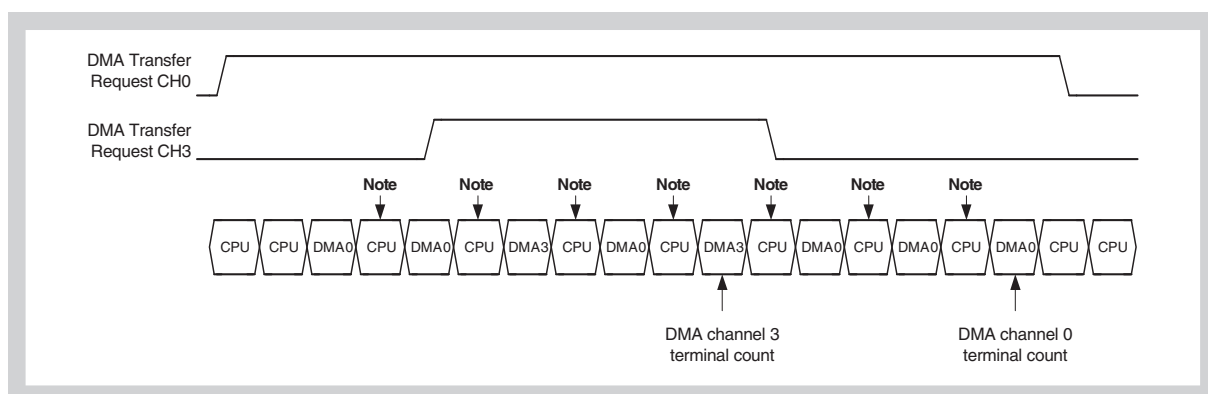 DMA Transfer
Request CH0
DMA Transfer
Request CH3
Note Note Note Note Note Note Note
CPU CPU DMA0 CPU DMA0 CPU DMA3 CPU DMA0 CPU DMA3 CPU DMA0 CPU DMA0 CPU DMA0 CPU CPU
DMA channel 3
terminal count
DMA channel 0
terminal count